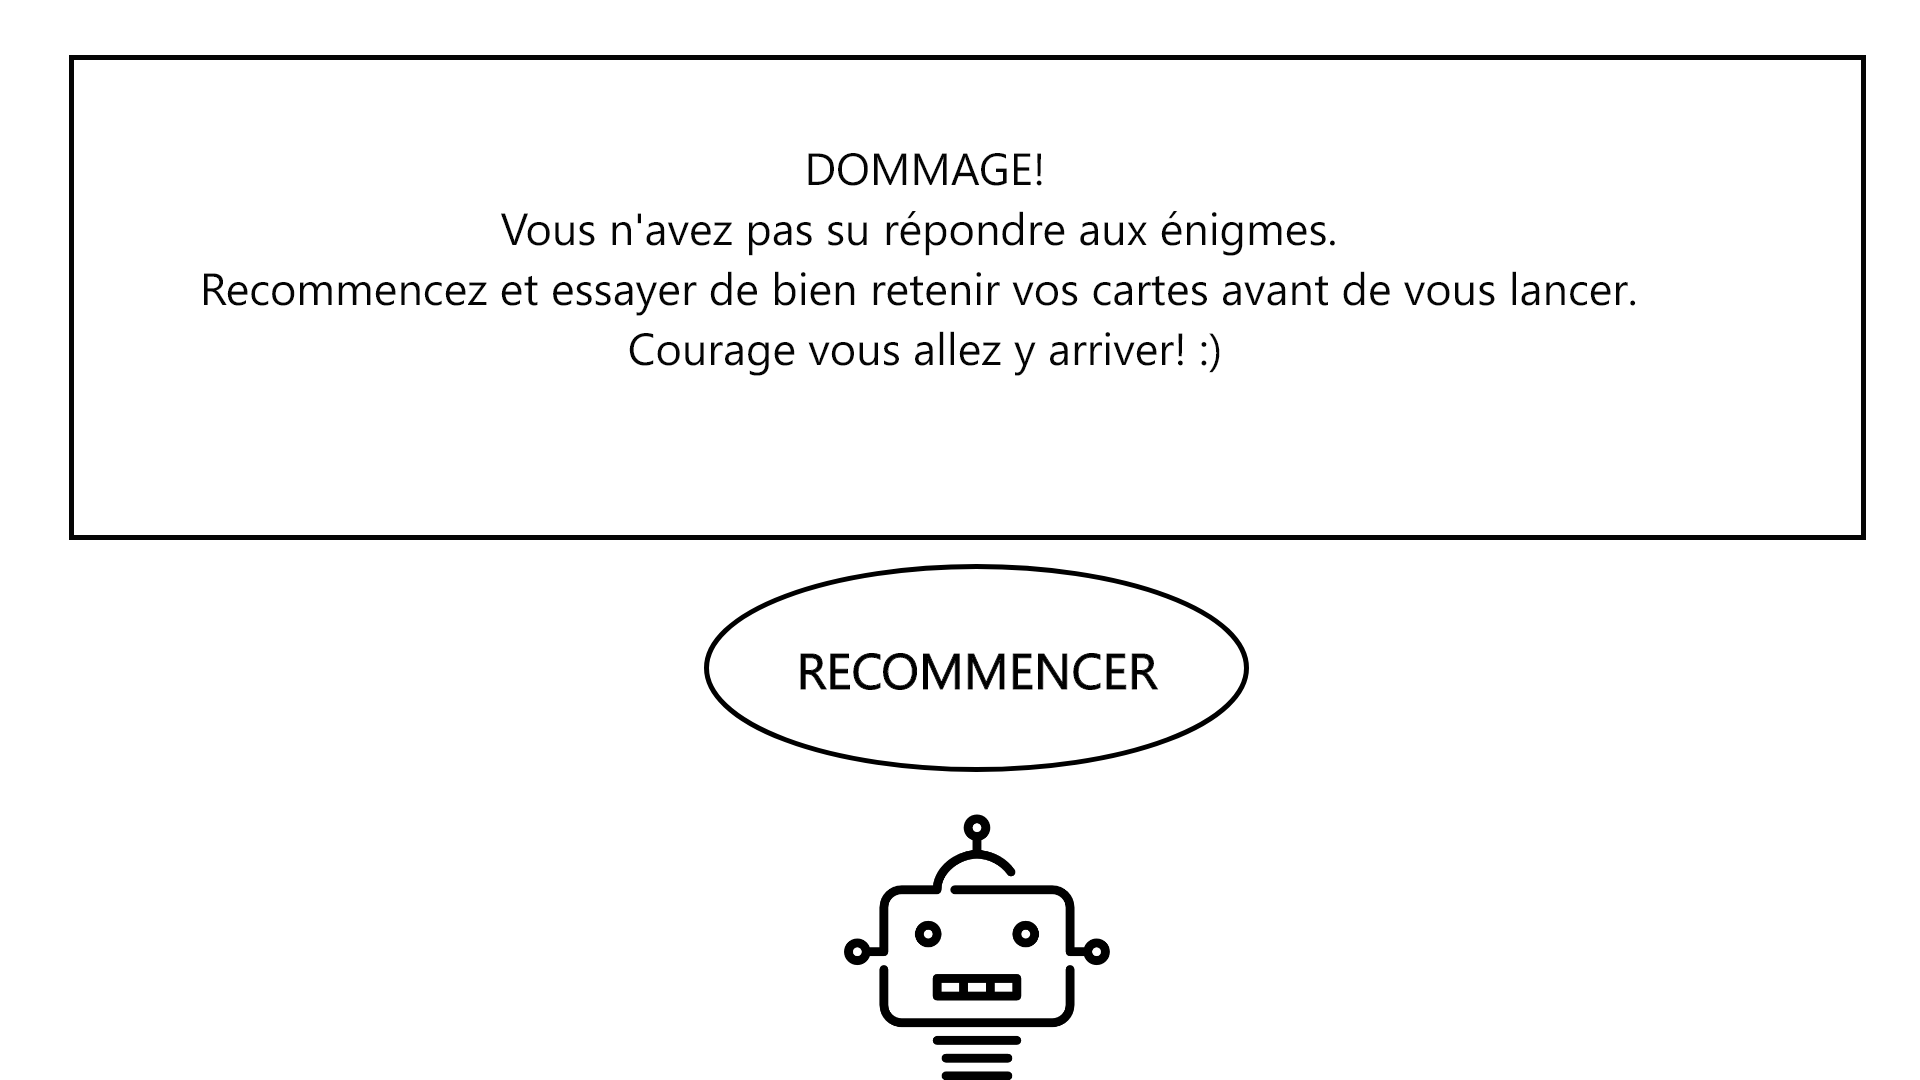 DOMMAGE!
Vous n'avez pas su répondre aux énigmes.
Recommencez et essayer de bien retenir vos cartes avant de vous lancer.
Courage vous allez y arriver! :)
RECOMMENCER